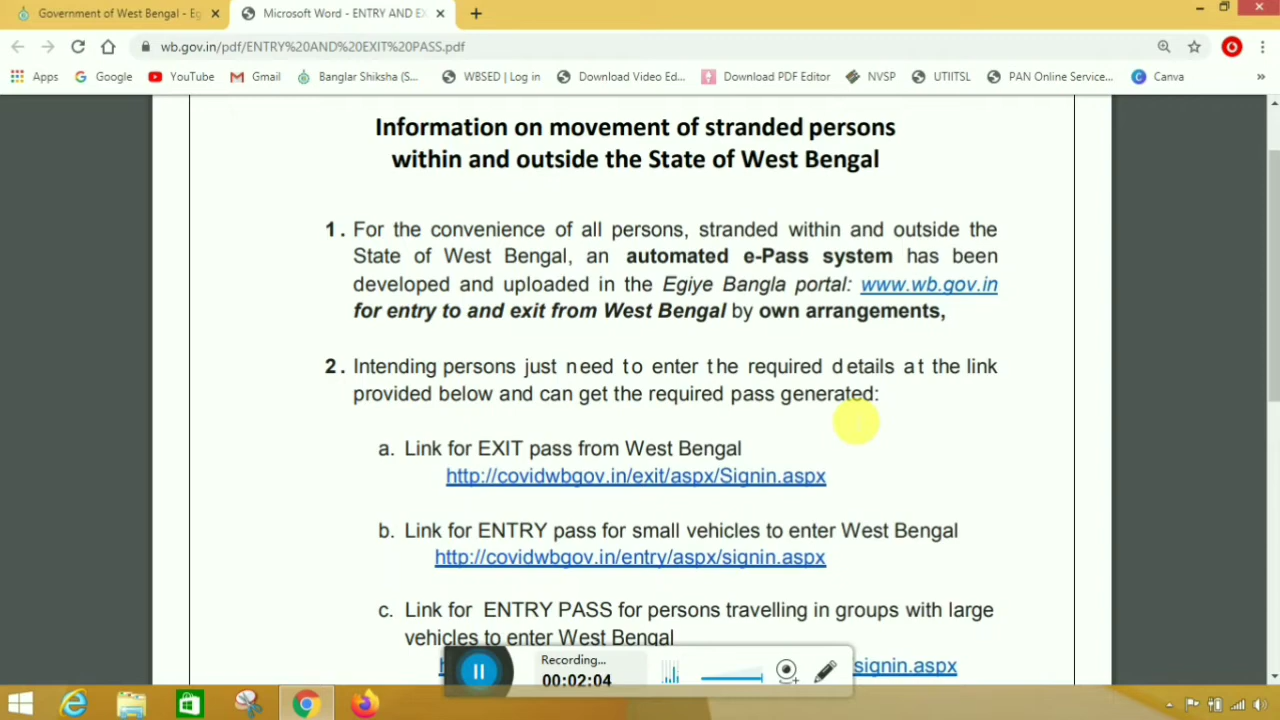 Government of West Bengal - Eg
Microsoft Word - ENTRY AND EX
wb.gov.in/pdf/ENTRY%20AND%20EXIT%20PASS.pdf
Apps Google YouTube Gmail Banglar Shiksha (S... WBSED | Log in Download Video Ed... Download PDF Editor NVSP UTIITSL PAN Online Service... Canva »
Information on movement of stranded persons
within and outside the State of West Bengal
1. For the convenience of all persons, stranded within and outside the
State of West Bengal, an automated e-Pass system has been
developed and uploaded in the Egiye Bangla portal: www.wb.gov.in
for entry to and exit from West Bengal by own arrangements,
2. Intending persons just need to enter the required details at the link
provided below and can get the required pass generated:
a. Link for EXIT pass from West Bengal
http://covidwbgov.in/exit/aspx/Signin.aspx
b. Link for ENTRY pass for small vehicles to enter West Bengal
http://covidwbgov.in/entry/aspx/signin.aspx
c. Link for ENTRY PASS for persons travelling in groups with large
vehicles to enter West Bengal
signin.aspx
Recording...
00:02:04